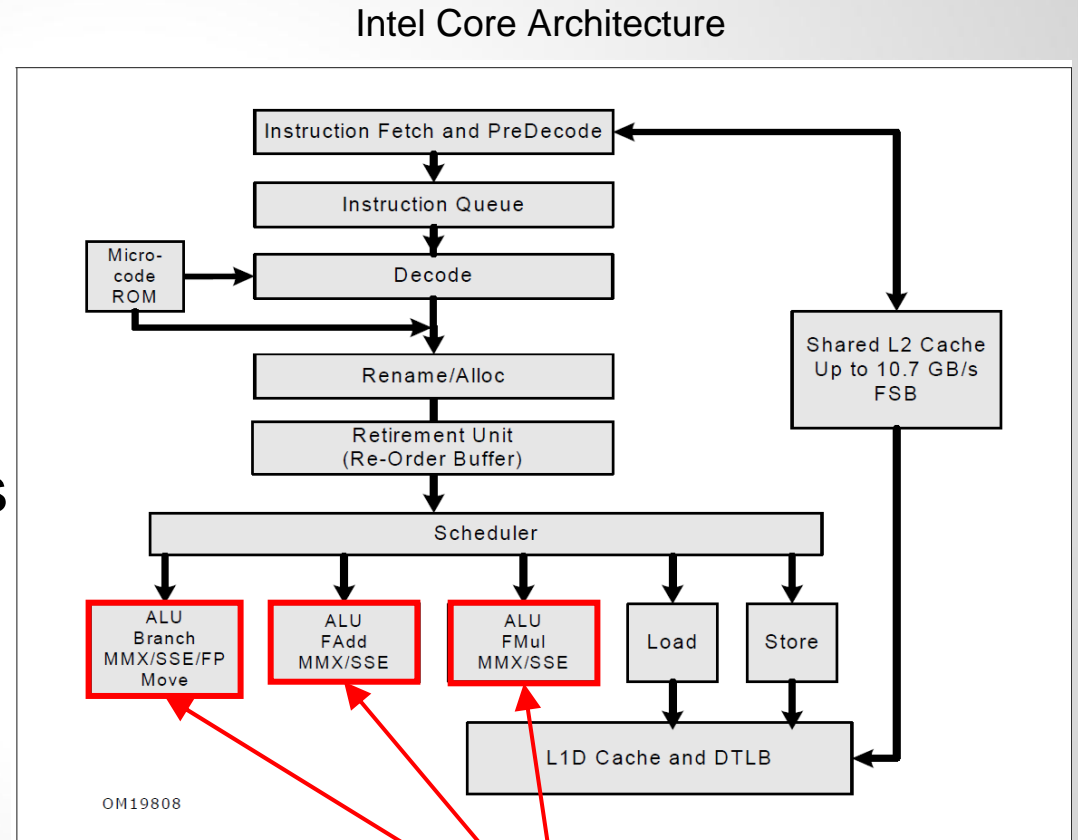 Intel Core Architecture
Instruction Fetch and PreDecode
Instruction Queue
Micro-
code
ROM
Decode
Shared L2 Cache
Up to 10.7 GB/s
FSB
Rename/Alloc
Retirement Unit
(Re-Order Buffer)
s
Scheduler
ALU
Branch
MMX/SSE/FP
Move
ALU
FAdd
MMX/SSE
ALU
FMul
MMX/SSE
Load
Store
L1D Cache and DTLB
OM19808